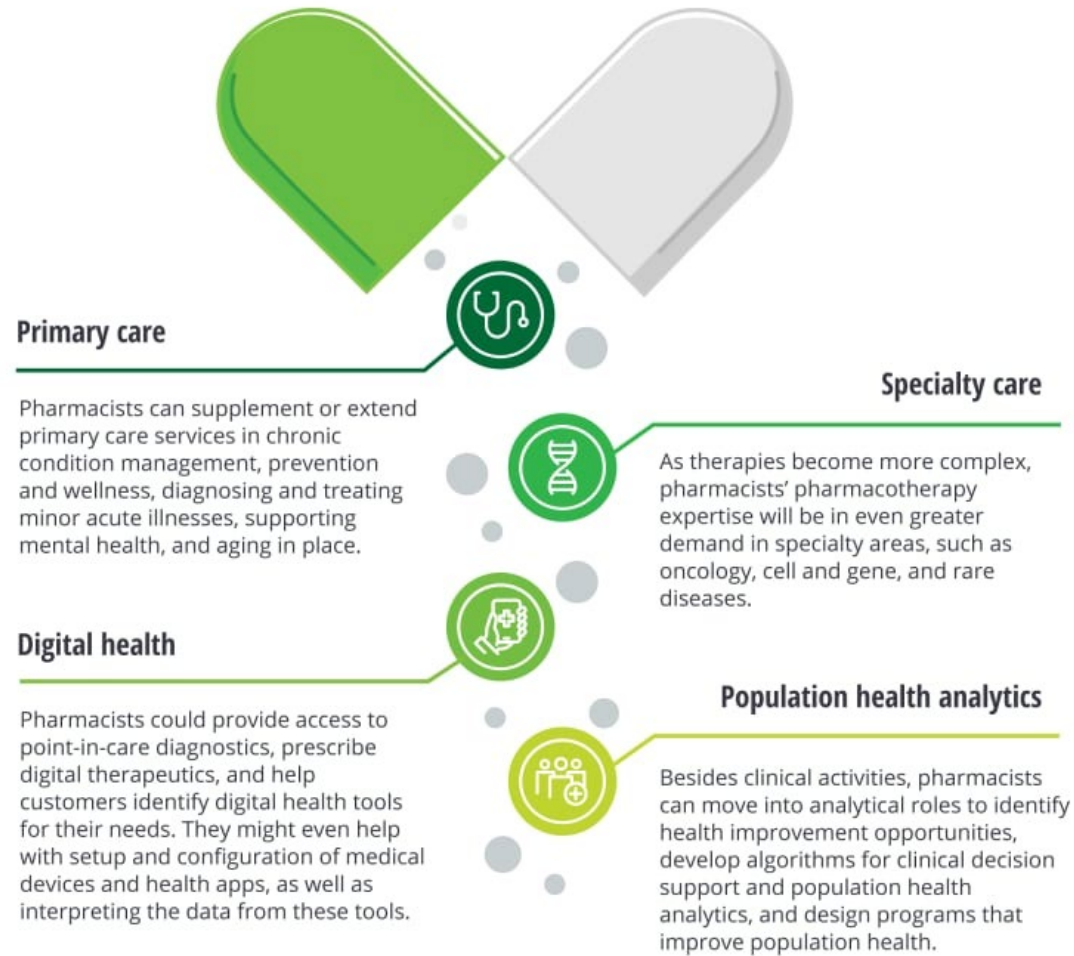 Primary care
Pharmacists can supplement or extend
primary care services in chronic
condition management, prevention
and wellness, diagnosing and treating
minor acute illnesses, supporting
mental health, and aging in place.
Specialty care
As therapies become more complex,
pharmacists’ pharmacotherapy
expertise will be in even greater
demand in specialty areas, such as
oncology, cell and gene, and rare
diseases.
Digital health
Pharmacists could provide access to
point-in-care diagnostics, prescribe
digital therapeutics, and help
customers identify digital health tools
for their needs. They might even help
with setup and configuration of medical
devices and health apps, as well as
interpreting the data from these tools.
Population health analytics
Besides clinical activities, pharmacists
can move into analytical roles to identify
health improvement opportunities,
develop algorithms for clinical decision
support and population health
analytics, and design programs that
improve population health.